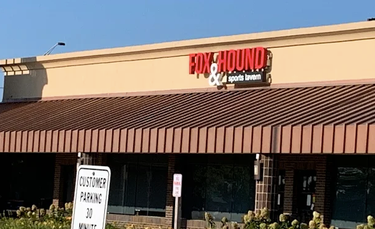 FOX & HOUND
sports tavern
CUSTOMER
PARKING
30
MINUTE